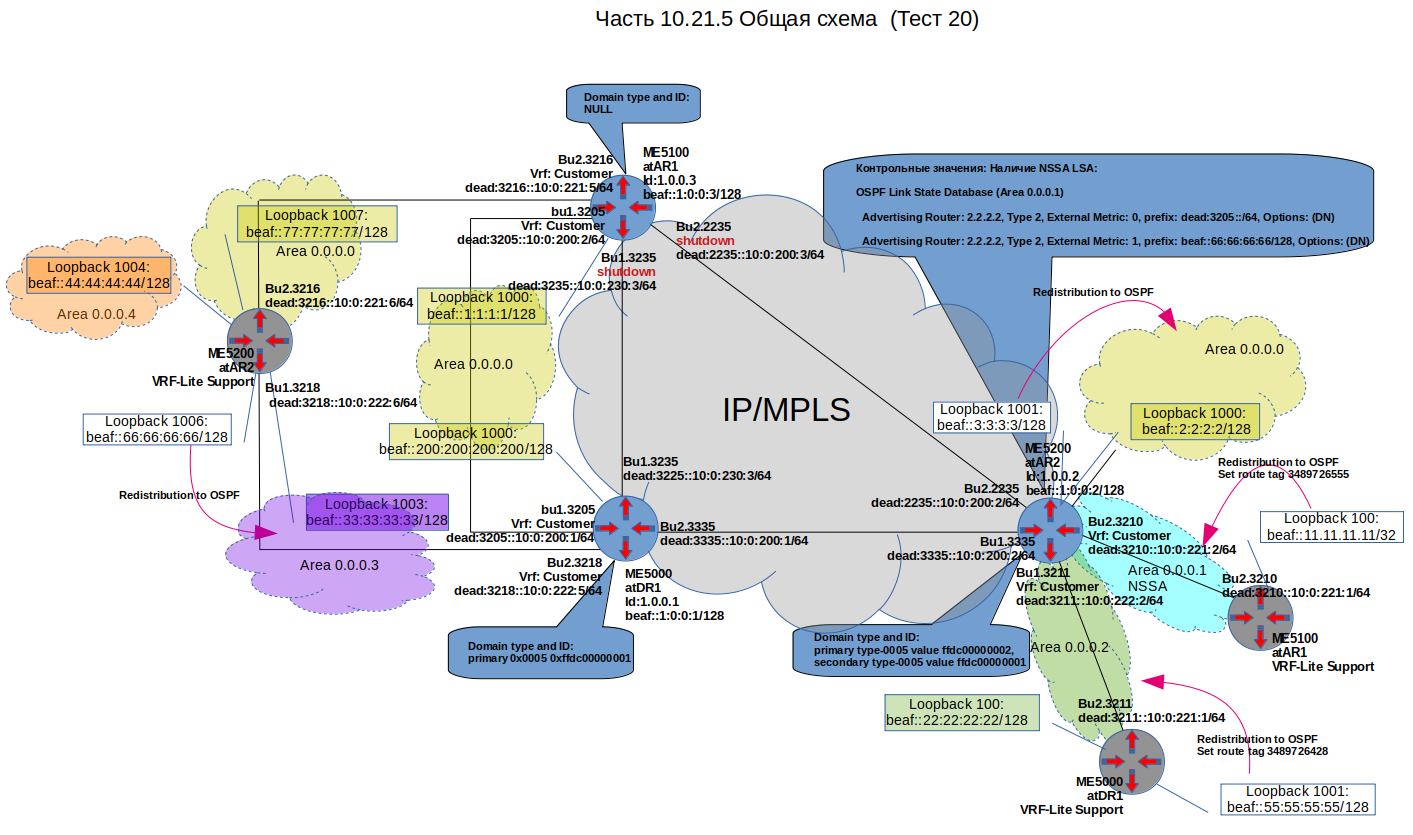 Часть 10.21.5 Общая схема  (Тест 20)
Domain type and ID:
NULL
Bu2.3216
Vrf: Customer
dead:3216::10:0:221:5/64
ME5100
atAR1
Id:1.0.0.3
beaf::1:0:0:3/128
bu1.3205
Vrf: Customer
dead:3205::10:0:200:2/64
Bu2.2235
shutdown
dead:2235::10:0:200:3/64
Bu1.3235
shutdown
dead:3235::10:0:230:3/64
Контрольные значения: Наличие NSSA LSA:
OSPF Link State Database (Area 0.0.0.1)
Advertising Router: 2.2.2.2, Type 2, External Metric: 0, prefix: dead:3205::/64, Options: (DN)
Advertising Router: 2.2.2.2, Type 2, External Metric: 1, prefix: beaf::66:66:66:66/128, Options: (DN)
Loopback 1007:
beaf::77:77:77:77/128
Area 0.0.0.0
Loopback 1004:
beaf::44:44:44:44/128
Area 0.0.0.4
Bu2.3216
dead:3216::10:0:221:6/64
ME5200
atAR2
VRF-Lite Support
Bu1.3218
dead:3218::10:0:222:6/64
Loopback 1000:
beaf::1:1:1:1/128
Area 0.0.0.0
Loopback 1000:
beaf::200:200:200:200/128
Loopback 1006:
beaf::66:66:66:66/128
Redistribution to OSPF
Loopback 1003:
beaf::33:33:33:33/128
Area 0.0.0.3
IP/MPLS
Bu1.3235
dead:3225::10:0:230:3/64
bu1.3205
Vrf: Customer
dead:3205::10:0:200:1/64
Bu2.3335
dead:3335::10:0:200:1/64
Bu2.3218
Vrf: Customer
dead:3218::10:0:222:5/64
ME5000
atDR1
Id:1.0.0.1
beaf::1:0:0:1/128
Domain type and ID:
primary 0x0005 0xffdc00000001
Redistribution to OSPF
Area 0.0.0.0
Loopback 1001:
beaf::3:3:3:3/128
Loopback 1000:
beaf::2:2:2:2/128
ME5200
atAR2
Id:1.0.0.2
beaf::1:0:0:2/128
Bu2.2235
dead:2235::10:0:200:2/64
Redistribution to OSPF
Set route tag 3489726555
Loopback 100:
beaf::11.11.11.11/32
Bu2.3210
Vrf: Customer
dead:3210::10:0:221:2/64
Bu1.3335
dead:3335::10:0:200:2/64
Bu1.3211
Vrf: Customer
dead:3211::10:0:222:2/64
Area 0.0.0.1
NSSA
Bu2.3210
dead:3210::10:0:221:1/64
ME5100
atAR1
VRF-Lite Support
Domain type and ID:
primary type-0005 value ffdc00000002,
secondary type-0005 value ffdc00000001
Area 0.0.0.2
Loopback 100:
beaf::22:22:22:22/128
Bu2.3211
dead:3211::10:0:221:1/64
Redistribution to OSPF
Set route tag 3489726428
ME5000
atDR1
VRF-Lite Support
Loopback 1001:
beaf::55:55:55:55/128